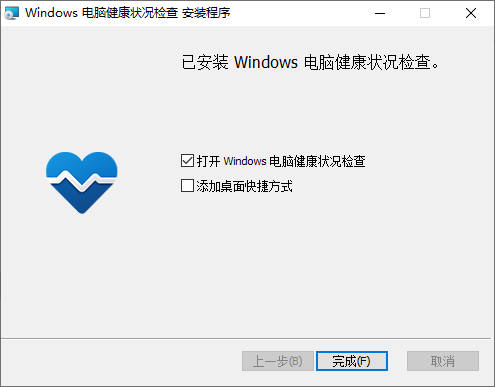 Windows 电脑健康状况检查 安装程序
已安装 Windows 电脑健康状况检查。
打开 Windows 电脑健康状况检查
添加桌面快捷方式
上一步(B) 完成(F) 取消